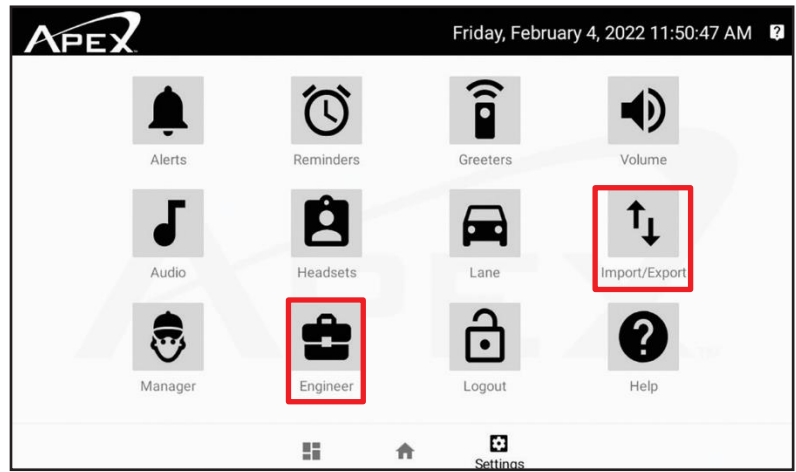 APEX
Friday, February 4, 2022 11:50:47 AM
Alerts Reminders Greeters Volume
Audio Headsets Lane Import/Export
Manager Engineer Logout Help
Settings